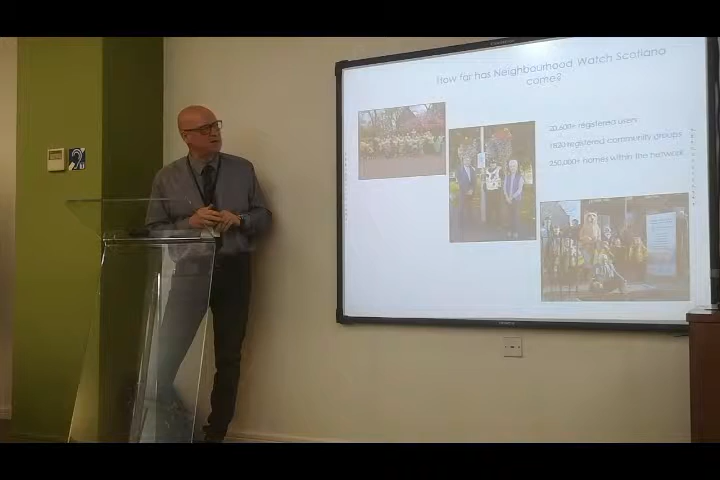 How far has Neighbourhood Watch Scotland
come?
20,600+ registered users
1820 registered community groups
250,000+ homes within the network